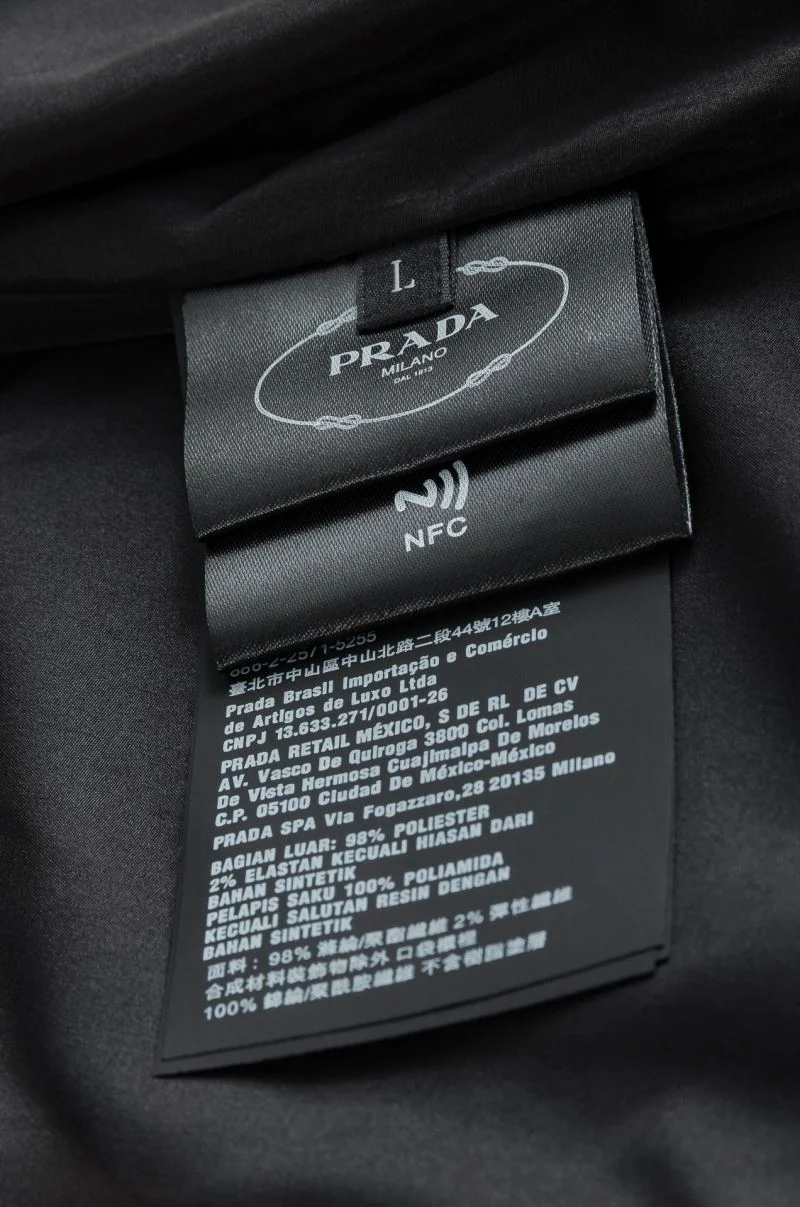 L
PRADA
MILANO
DAL 1913
NFC
886-2-2571-5255
臺北市中山區中山北路二段44號12樓A室
Prada Brasil Importação e Comércio
de Artigos de Luxo Ltda
CNPJ 13.633.271/0001-26
PRADA RETAIL MÉXICO, S DE RL DE CV
AV. Vasco De Quiroga 3800 Col. Lomas
De Vista Hermosa Cuajimalpa De Morelos
C.P. 05100 Ciudad De México-México
PRADA SPA Via Fogazzaro,28 20135 Milano
BAGIAN LUAR: 98% POLIESTER
2% ELASTAN KECUALI HIASAN DARI
BAHAN SINTETIK
PELAPIS SAKU 100% POLIAMIDA
KECUALI SALUTAN RESIN DENGAN
BAHAN SINTETIK
面料: 98% 滌綸/聚酯纖維 2% 彈性纖維
合成材料裝飾物除外 口袋襯裡
100% 錦綸/聚酰胺纖維 不含樹脂塗層